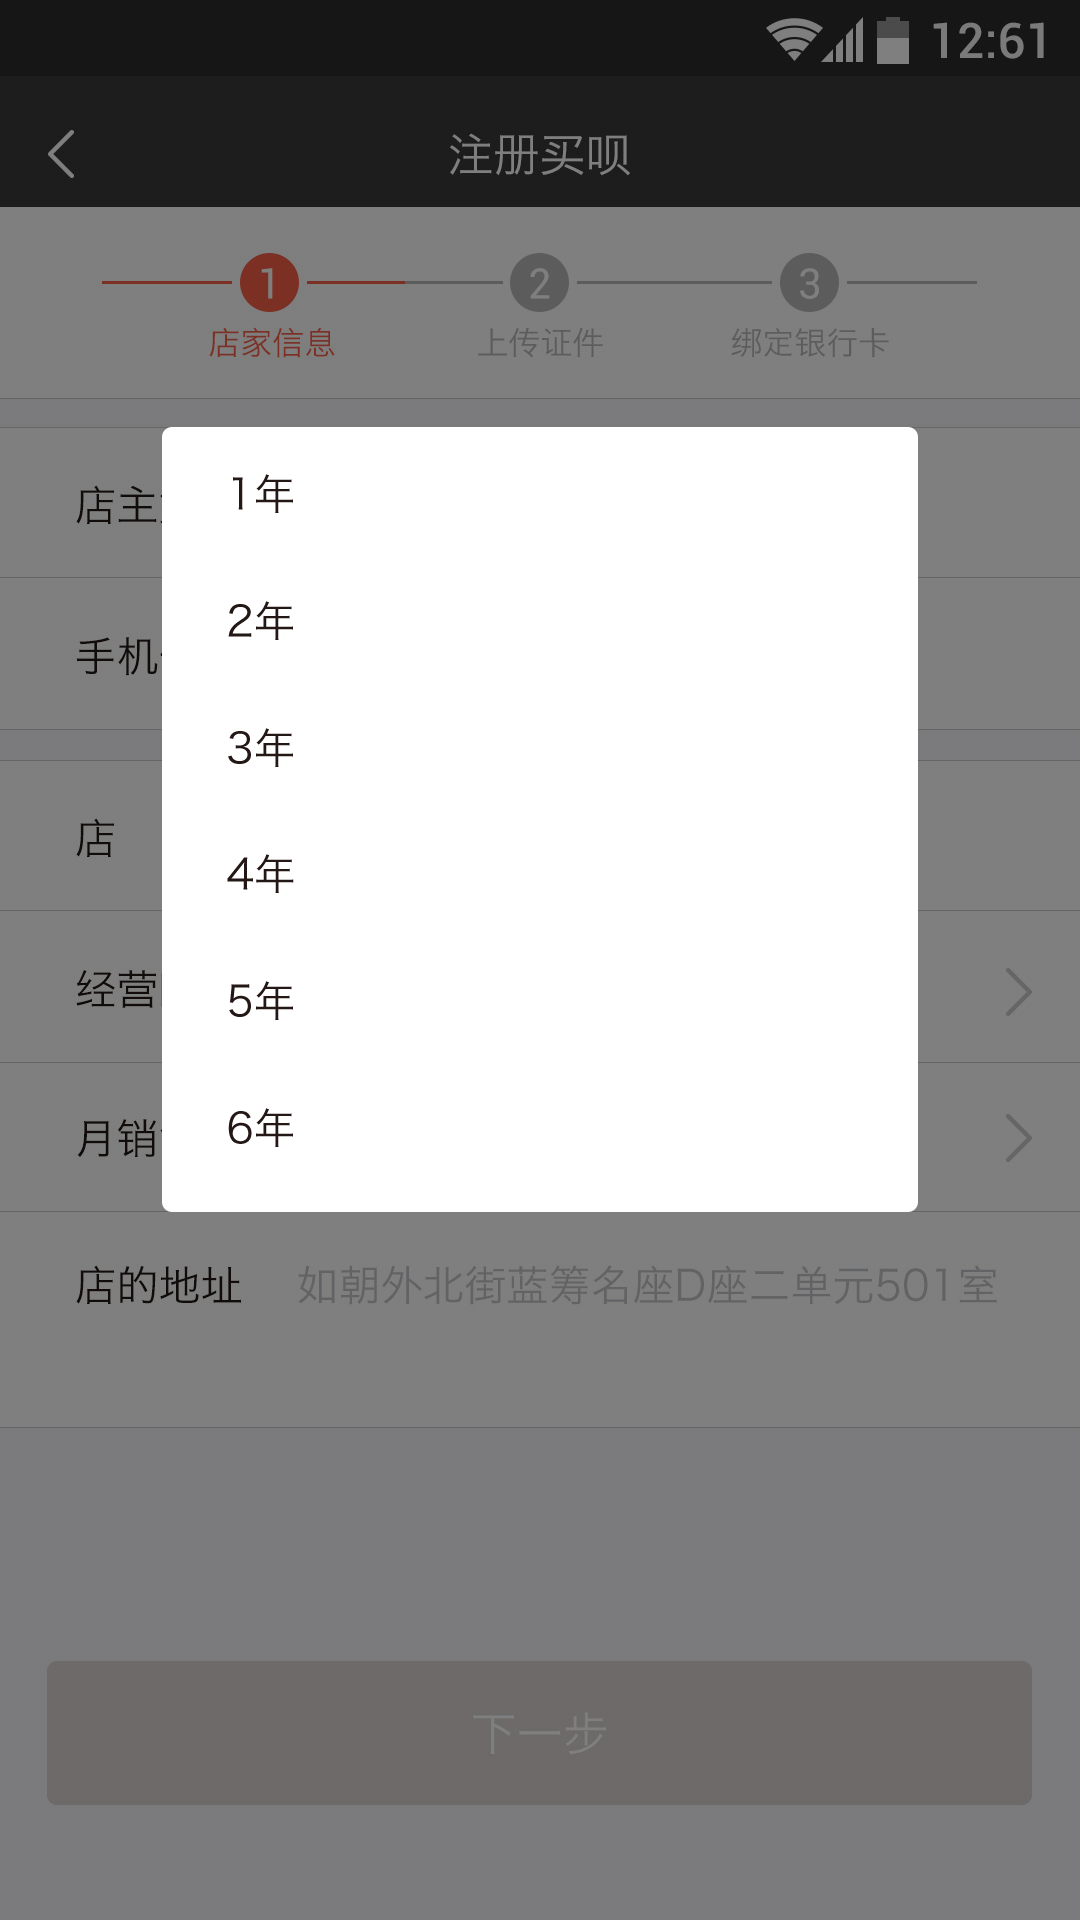 12:61
注册买呗
1 2 3
店家信息 上传证件 绑定银行卡
店主
手机
店
经营
月销
1年
2年
3年
4年
5年
6年
店的地址 如朝外北街蓝筹名座D座二单元501室
下一步